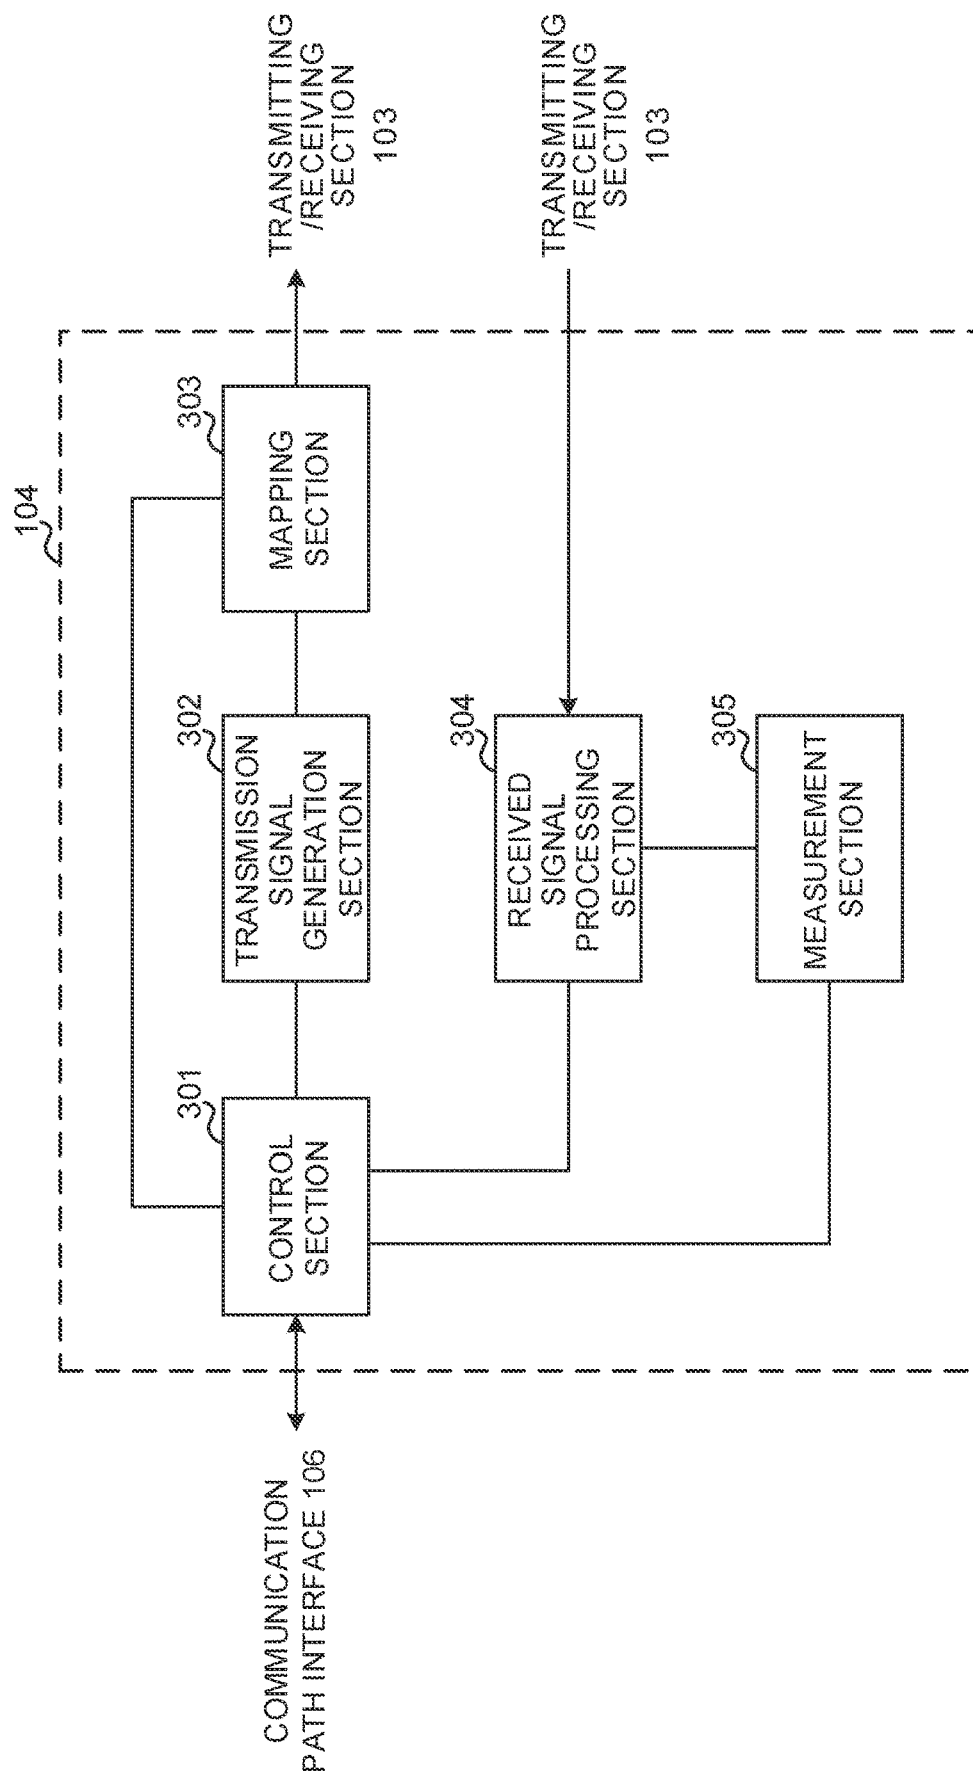 104
COMMUNICATION
PATH INTERFACE 106
301
CONTROL
SECTION
302
TRANSMISSION
SIGNAL
GENERATION
SECTION
303
MAPPING
SECTION
TRANSMITTING
/RECEIVING
SECTION
103
304
RECEIVED
SIGNAL
PROCESSING
SECTION
TRANSMITTING
/RECEIVING
SECTION
103
305
MEASUREMENT
SECTION